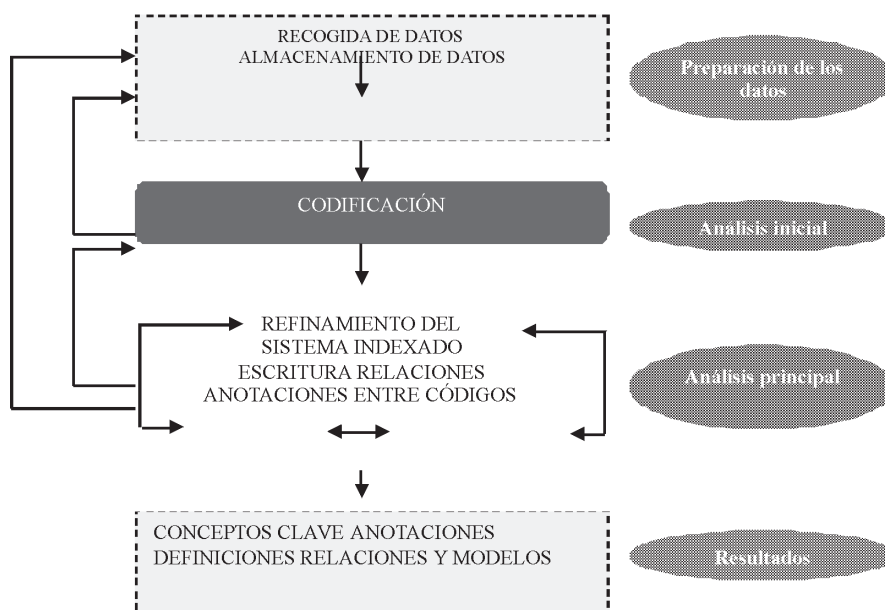 RECOGIDA DE DATOS
ALMACENAMIENTO DE DATOS
Preparación de los
datos
CODIFICACIÓN
Análisis inicial
REFINAMIENTO DEL
SISTEMA INDEXADO
ESCRITURA RELACIONES
ANOTACIONES ENTRE CÓDIGOS
Análisis principal
CONCEPTOS CLAVE ANOTACIONES
DEFINICIONES RELACIONES Y MODELOS
Resultados